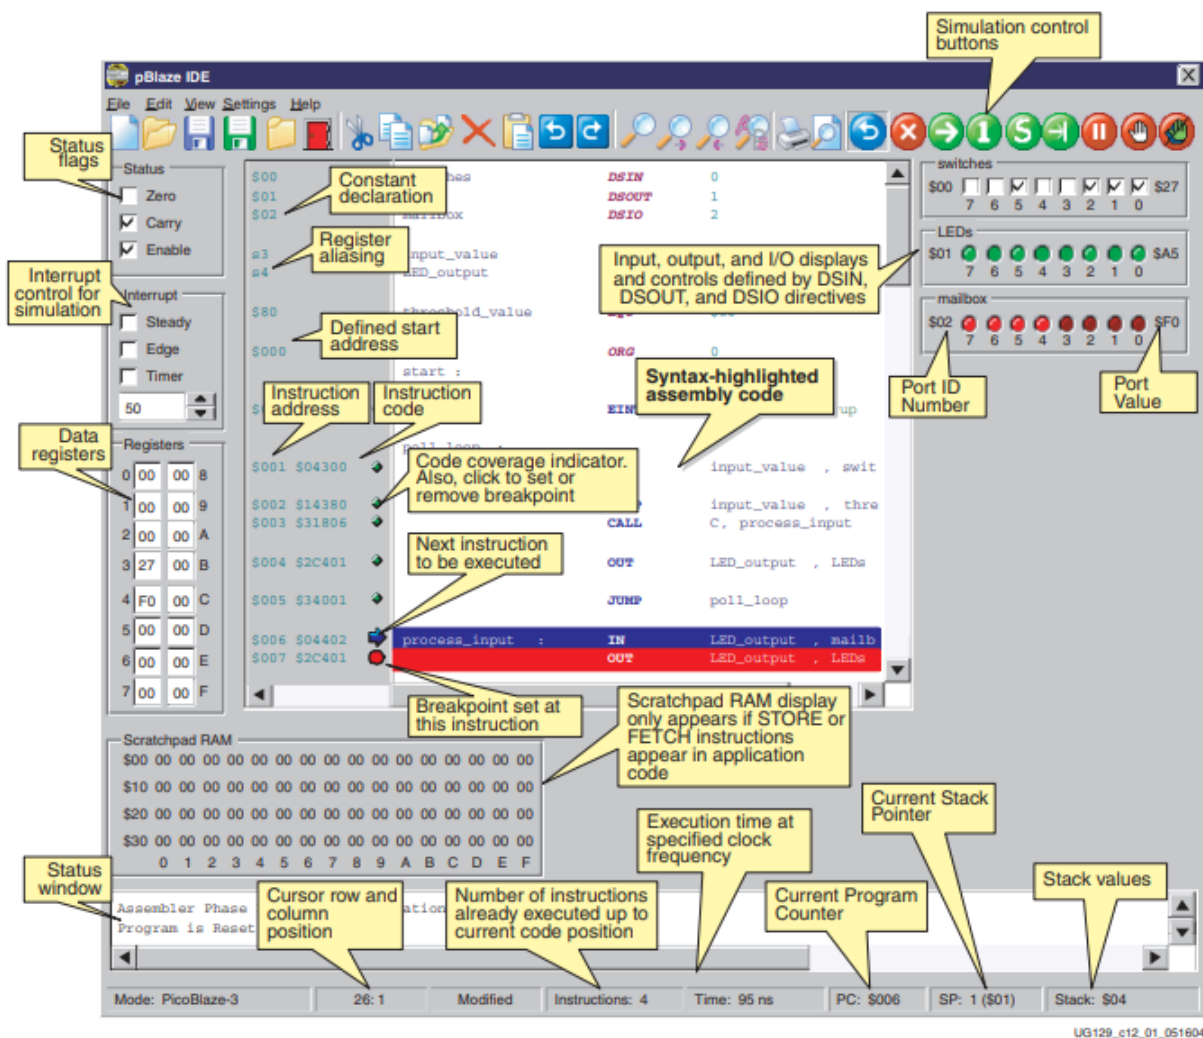 Simulation control
buttons
pBlaze IDE
File Edit View Settings Help
Status
flags
Status
Zero
Carry
Enable
Interrupt
control for
simulation
Interrupt
Steady
Edge
Timer
50
Data
registers
Registers
0 00 00 8
1 00 00 9
2 00 00 A
3 27 00 B
4 F0 00 C
5 00 00 D
6 00 00 E
7 00 00 F
$00 DSIN 0
$01 DSOUT 1
$02 mailbox DSIO 2
Constant
declaration
s3 input_value
s4 LED_output
Register
aliasing
$80 threshold_value
Defined start
address
$000 ORG 0
start :
Instruction
address
Instruction
code
Syntax-highlighted
assembly code
poll_loop :
$001 $04300 input_value , swit
Code coverage indicator.
Also, click to set or
remove breakpoint
$002 $14380 input_value , thre
$003 $31806 CALL C, process_input
Next instruction
to be executed
$004 $2C401 OUT LED_output , LEDs
$005 $34001 JUMP poll_loop
$006 $04402 process_input : IN LED_output , mailb
$007 $2C401 OUT LED_output , LEDs
Breakpoint set at
this instruction
Input, output, and I/O displays
and controls defined by DSIN,
DSOUT, and DSIO directives
switches
$00 $27
7 6 5 4 3 2 1 0
LEDs
$01 $A5
7 6 5 4 3 2 1 0
mailbox
$02 $F0
7 6 5 4 3 2 1 0
Port ID
Number
Port
Value
Scratchpad RAM display
only appears if STORE or
FETCH instructions
appear in application
code
Scratchpad RAM
$00 00 00 00 00 00 00 00 00 00 00 00 00 00 00 00 00
$10 00 00 00 00 00 00 00 00 00 00 00 00 00 00 00 00
$20 00 00 00 00 00 00 00 00 00 00 00 00 00 00 00 00
$30 00 00 00 00 00 00 00 00 00 00 00 00 00 00 00 00
0 1 2 3 4 5 6 7 8 9 A B C D E F
Status
window
Assembler Phase
Program is Reset
Cursor row and
column
position
Number of instructions
already executed up to
current code position
Execution time at
specified clock
frequency
Current Program
Counter
Current Stack
Pointer
Stack values
Mode: PicoBlaze-3 26: 1 Modified Instructions: 4 Time: 95 ns PC: $006 SP: 1 ($01) Stack: $04
UG129_c12_01_051604